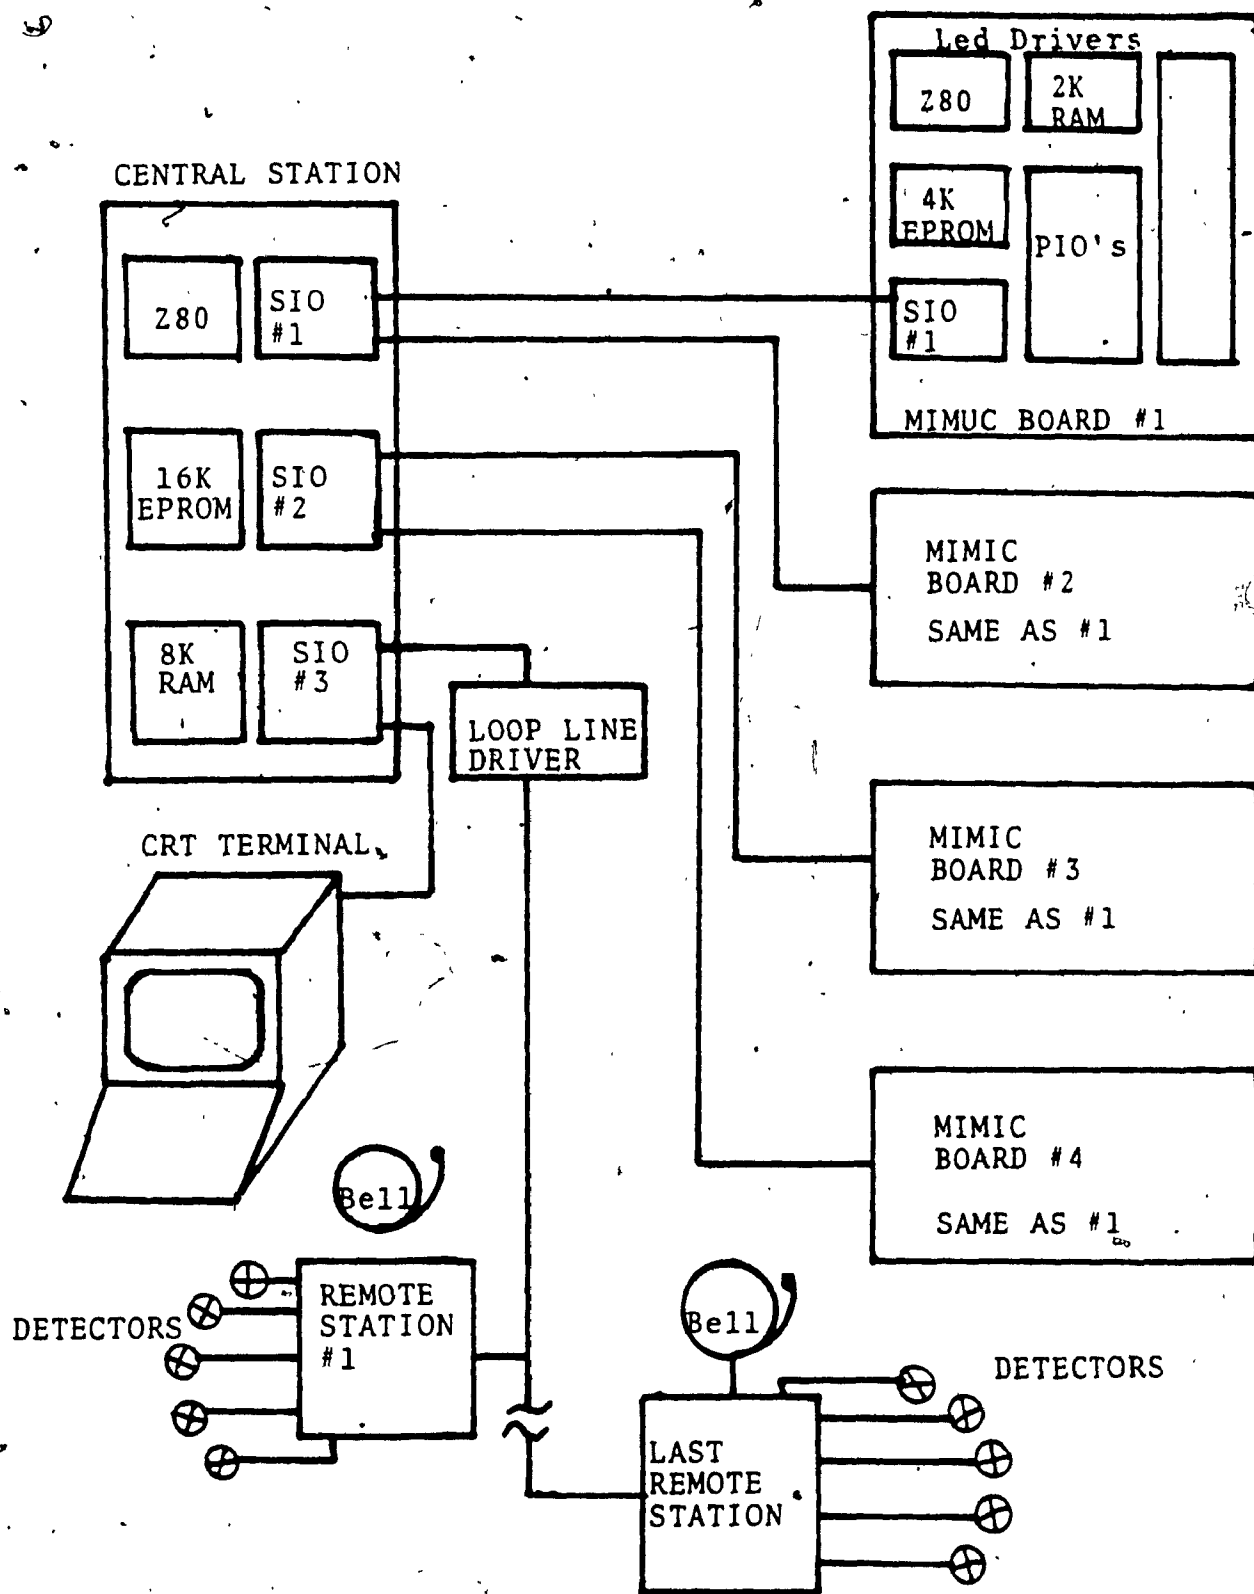 Led Drivers
Z80
2K
RAM
4K
EPROM
PIO's
SIO
#1
MIMUC BOARD #1
CENTRAL STATION
Z80
SIO
#1
16K
EPROM
SIO
#2
8K
RAM
SIO
#3
LOOP LINE
DRIVER
MIMIC
BOARD #2
SAME AS #1
MIMIC
BOARD #3
SAME AS #1
MIMIC
BOARD #4
SAME AS #1
CRT TERMINAL
Bell
REMOTE
STATION
#1
DETECTORS
Bell
DETECTORS
LAST
REMOTE
STATION